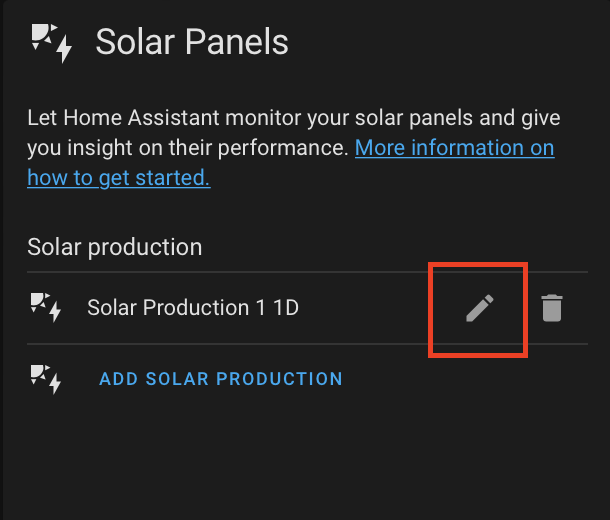 Solar Panels
Let Home Assistant monitor your solar panels and give
you insight on their performance. More information on
how to get started.
Solar production
Solar Production 1 1D
ADD SOLAR PRODUCTION